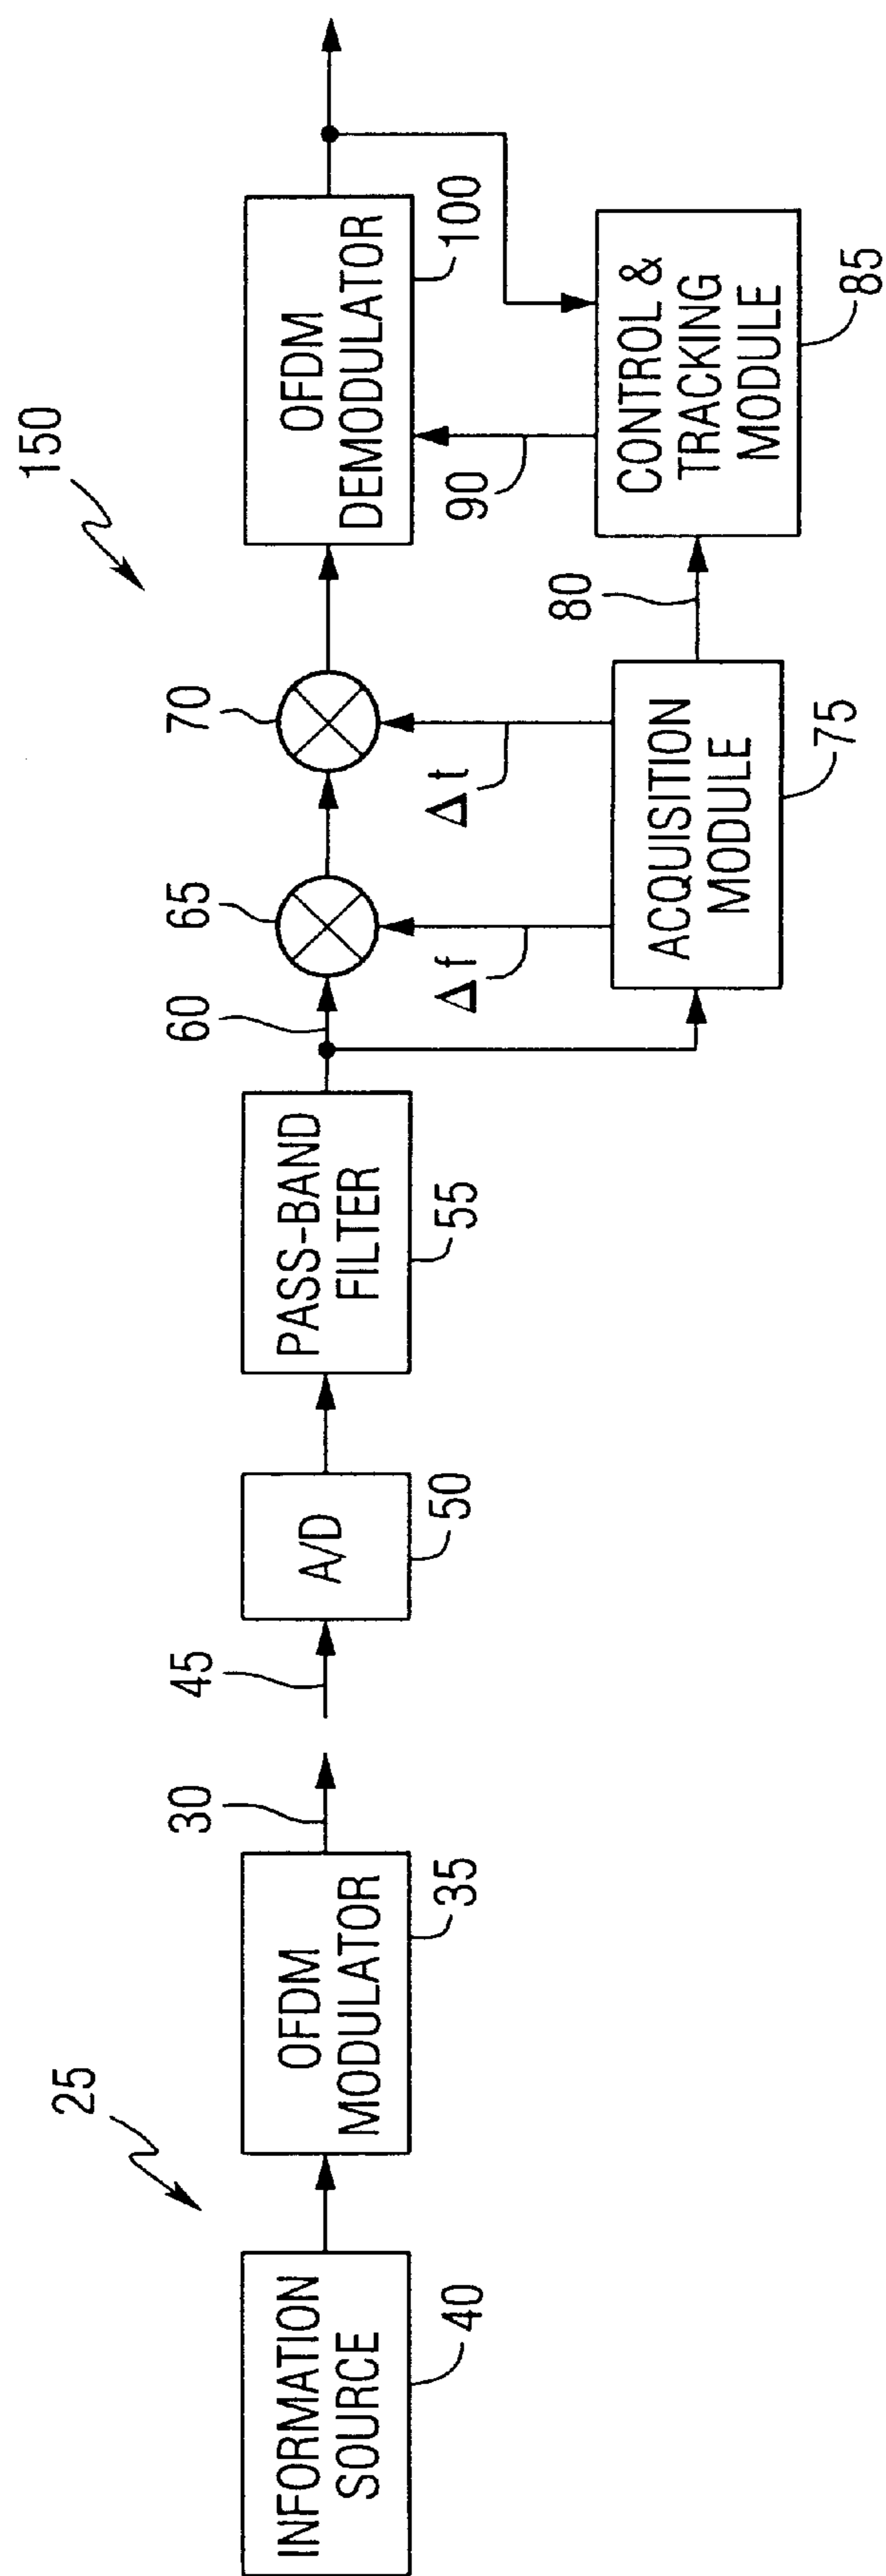 25
150
INFORMATION
SOURCE
40
OFDM
MODULATOR
35
30
45
A/D
50
PASS-BAND
FILTER
55
60
65
70
Δf
Δt
ACQUISITION
MODULE
75
80
OFDM
DEMODULATOR
100
90
CONTROL &
TRACKING
MODULE
85